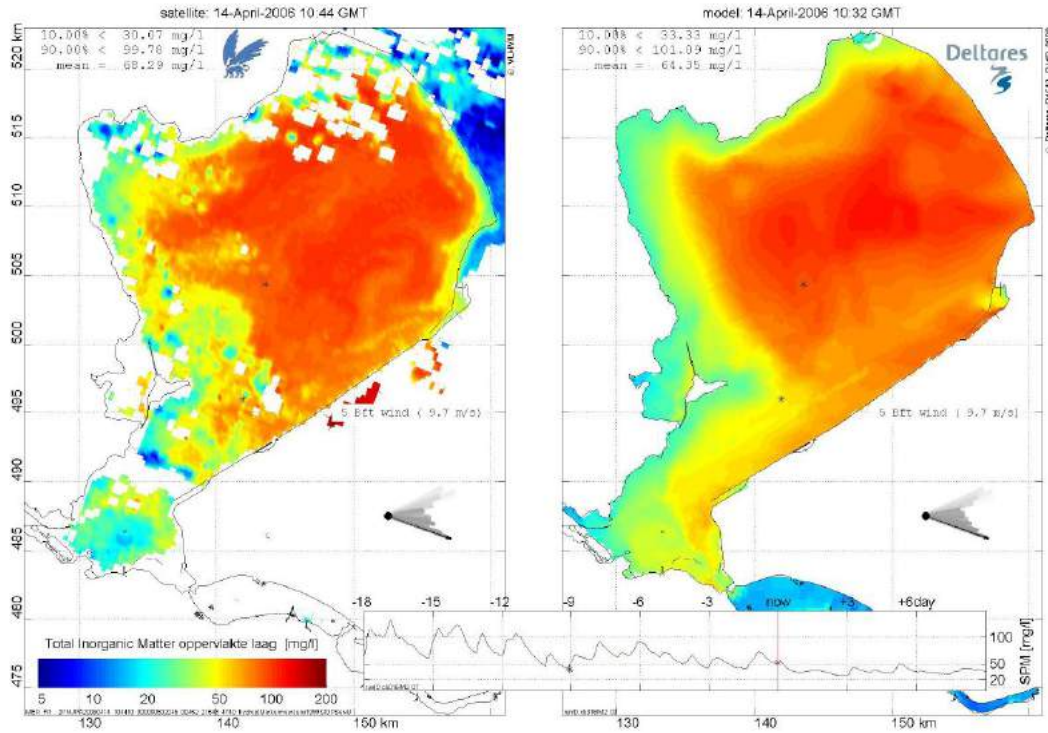 satellite: 14-April-2006 10:44 GMT
10.00% < 30.07 mg/l
90.00% < 99.78 mg/l
mean = 68.29 mg/l
520 km
515
510
505
500
495
490
485
480
475
5 Bft wind ( 9.7 m/s)
Total Inorganic Matter oppervlakte laag [mg/l]
5 10 20 50 100 200
130 140 150 km
model: 14-April-2006 10:32 GMT
10.00% < 33.33 mg/l
90.00% < 101.09 mg/l
mean = 64.35 mg/l
Deltares
5 Bft wind ( 9.7 m/s)
-18 -15 -12 -9 -6 -3 now +3 +6day
100
50
20
SPM [mg/l]
130 140 150 km